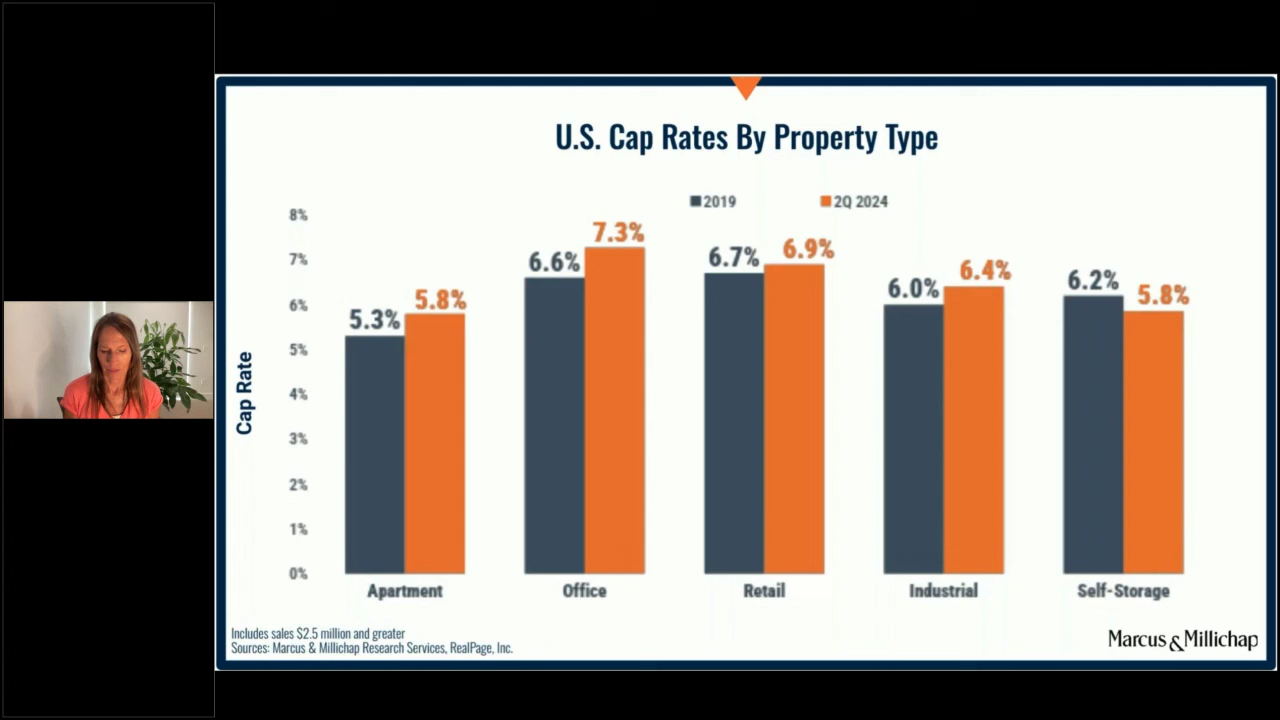 U.S. Cap Rates By Property Type
2019
2Q 2024
8%
7%
6%
5%
4%
3%
2%
1%
0%
Cap Rate
5.3%
5.8%
6.6%
7.3%
6.7%
6.9%
6.0%
6.4%
6.2%
5.8%
Apartment
Office
Retail
Industrial
Self-Storage
Includes sales $2.5 million and greater
Sources: Marcus & Millichap Research Services, RealPage, Inc.
Marcus & Millichap